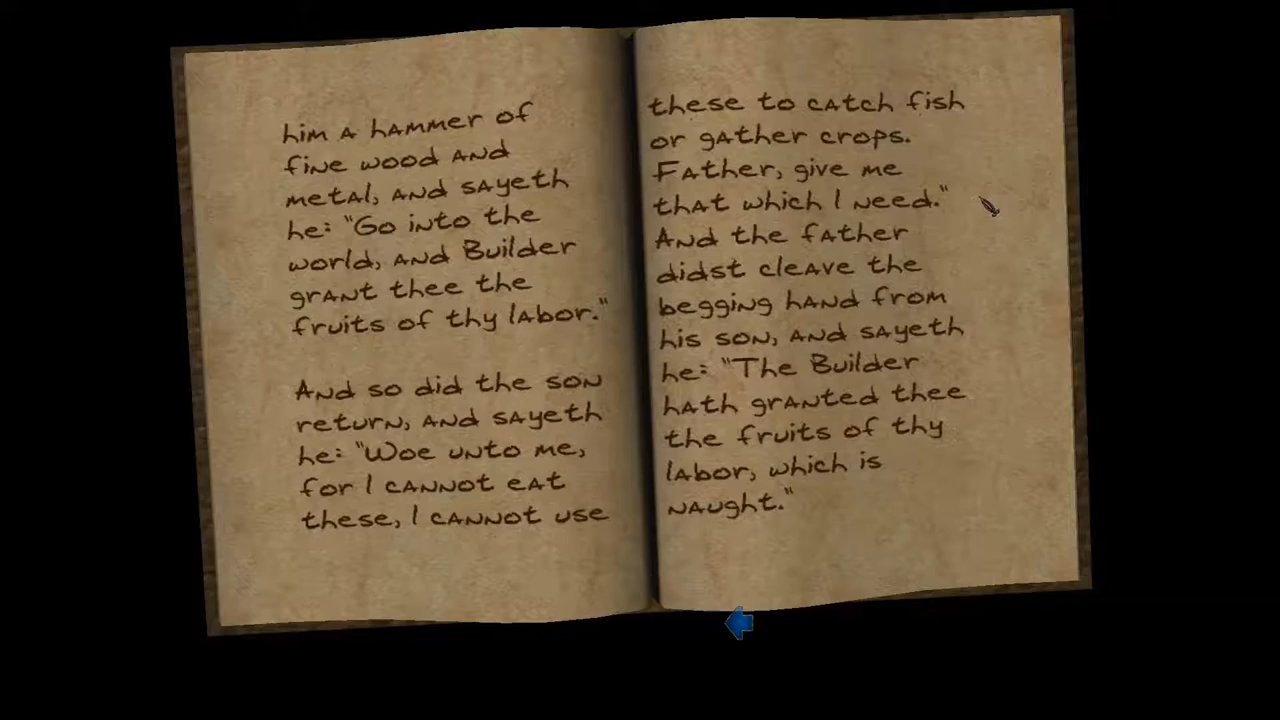 him a hammer of
fine wood and
metal, and sayeth
he: "Go into the
world, and Builder
grant thee the
fruits of thy labor."
And so did the son
return, and sayeth
he: "Woe unto me,
for I cannot eat
these, I cannot use
these to catch fish
or gather crops.
Father, give me
that which I need."
And the father
didst cleave the
begging hand from
his son, and sayeth
he: "The Builder
hath granted thee
the fruits of thy
labor, which is
naught."